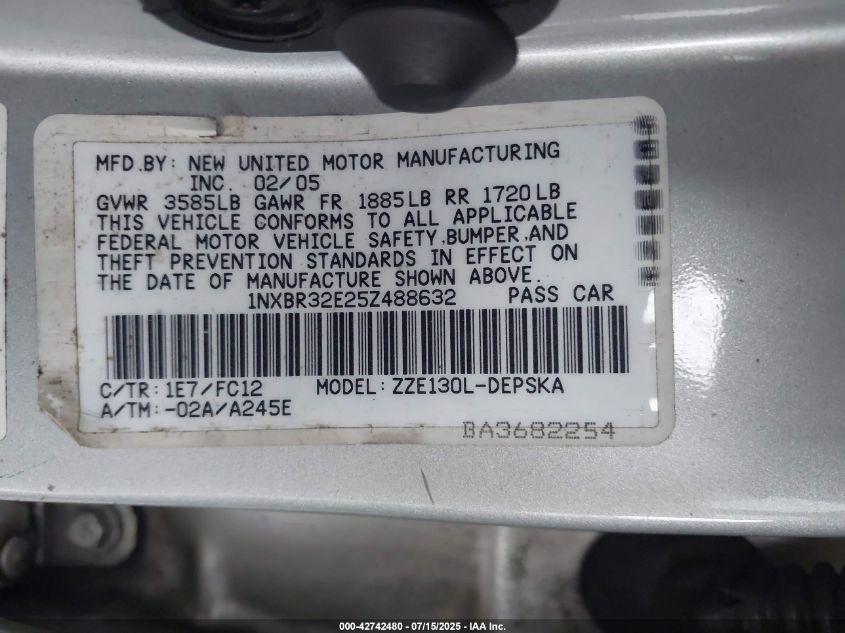 MFD.BY: NEW UNITED MOTOR MANUFACTURING
INC. 02/05
GVWR 3585LB GAWR FR 1885LB RR 1720LB
THIS VEHICLE CONFORMS TO ALL APPLICABLE
FEDERAL MOTOR VEHICLE SAFETY,BUMPER,AND
THEFT PREVENTION STANDARDS IN EFFECT ON
THE DATE OF MANUFACTURE SHOWN ABOVE.
1NXBR32E25Z488632 PASS CAR
C/TR: 1E7/FC12 MODEL: ZZE130L-DEPSKA
A/TM: -02A/A245E
BA3682254
000-42742480 - 07/15/2025 - IAA Inc.